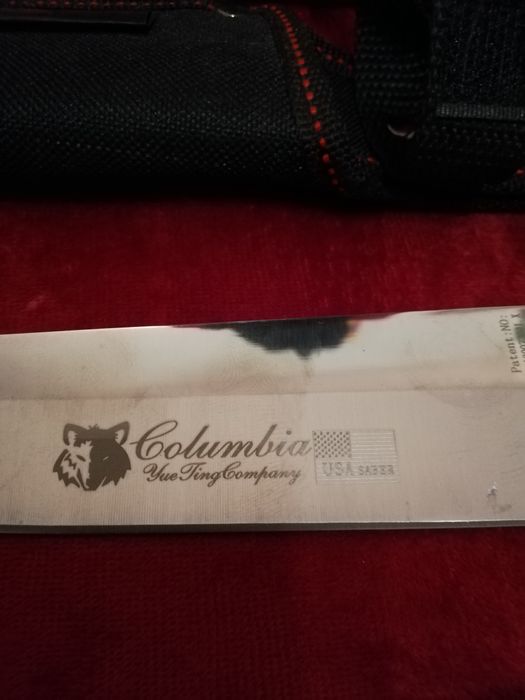 Columbia
Yue Ting Company
USA SABER
Patent:NO: